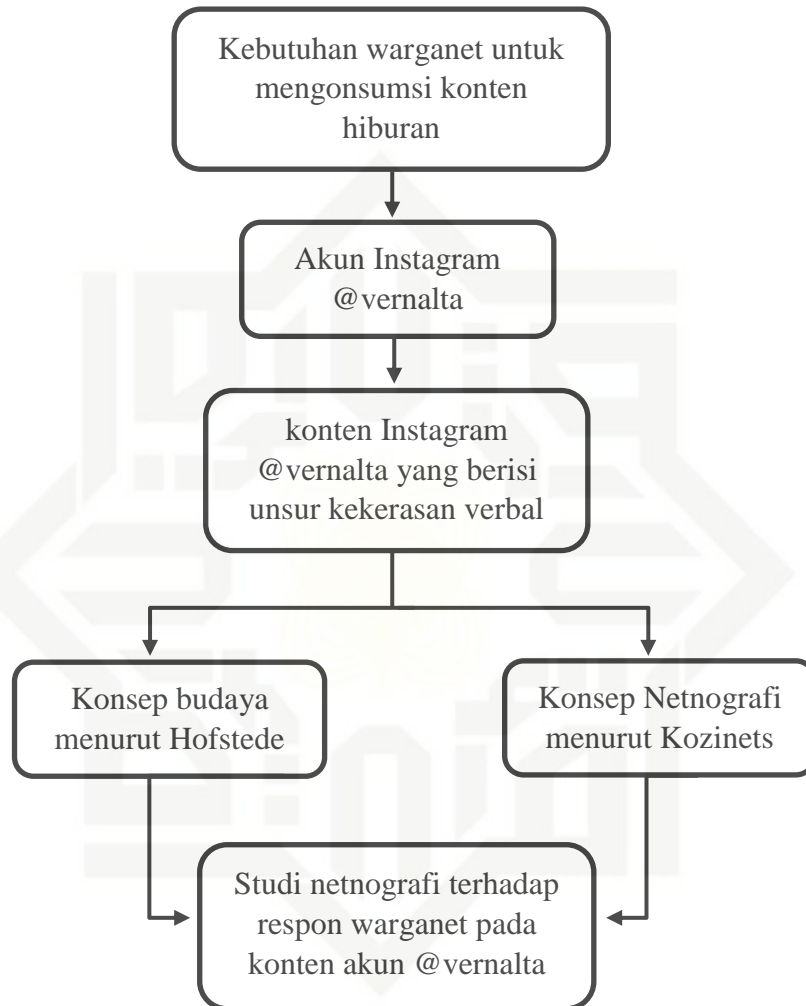 Kebutuhan warganet untuk
mengonsumsi konten
hiburan
Akun Instagram
@vernalta
konten Instagram
@vernalta yang berisi
unsur kekerasan verbal
Konsep budaya
menurut Hofstede
Konsep Netnografi
menurut Kozinets
Studi netnografi terhadap
respon warganet pada
konten akun @vernalta